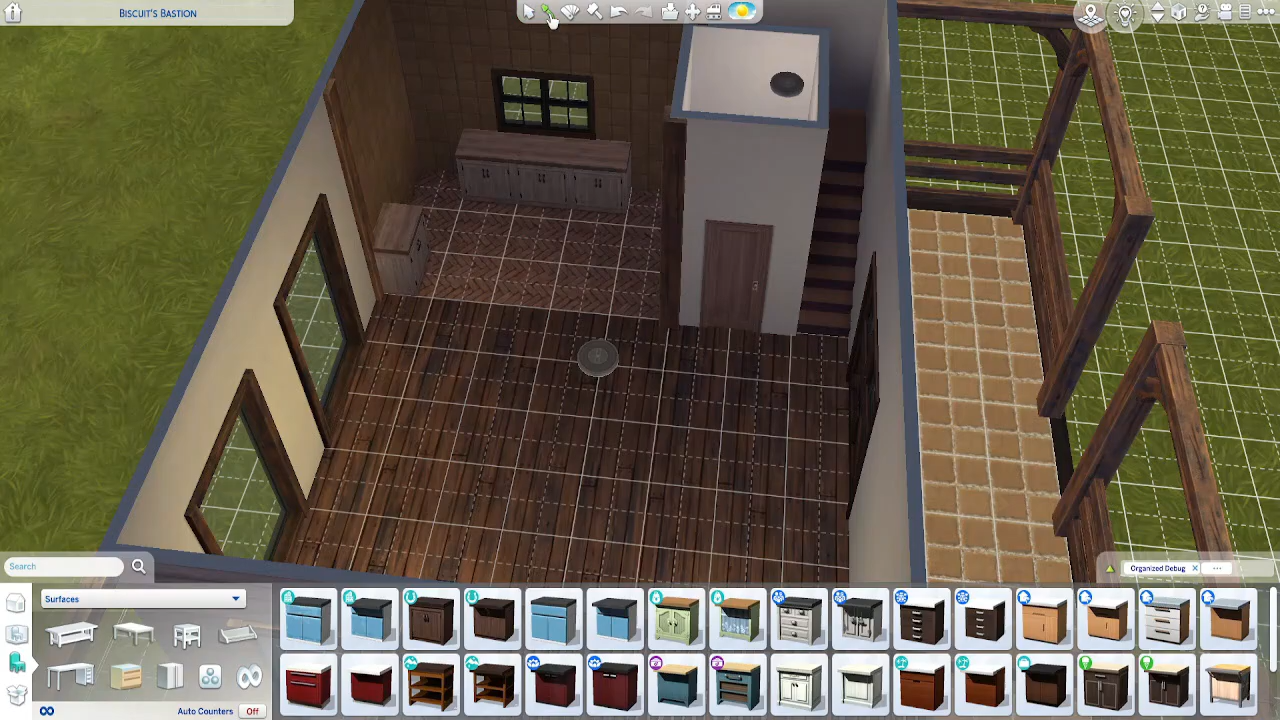 BISCUIT'S BASTION
Search
Organized Debug
Surfaces
Auto Counters
Off